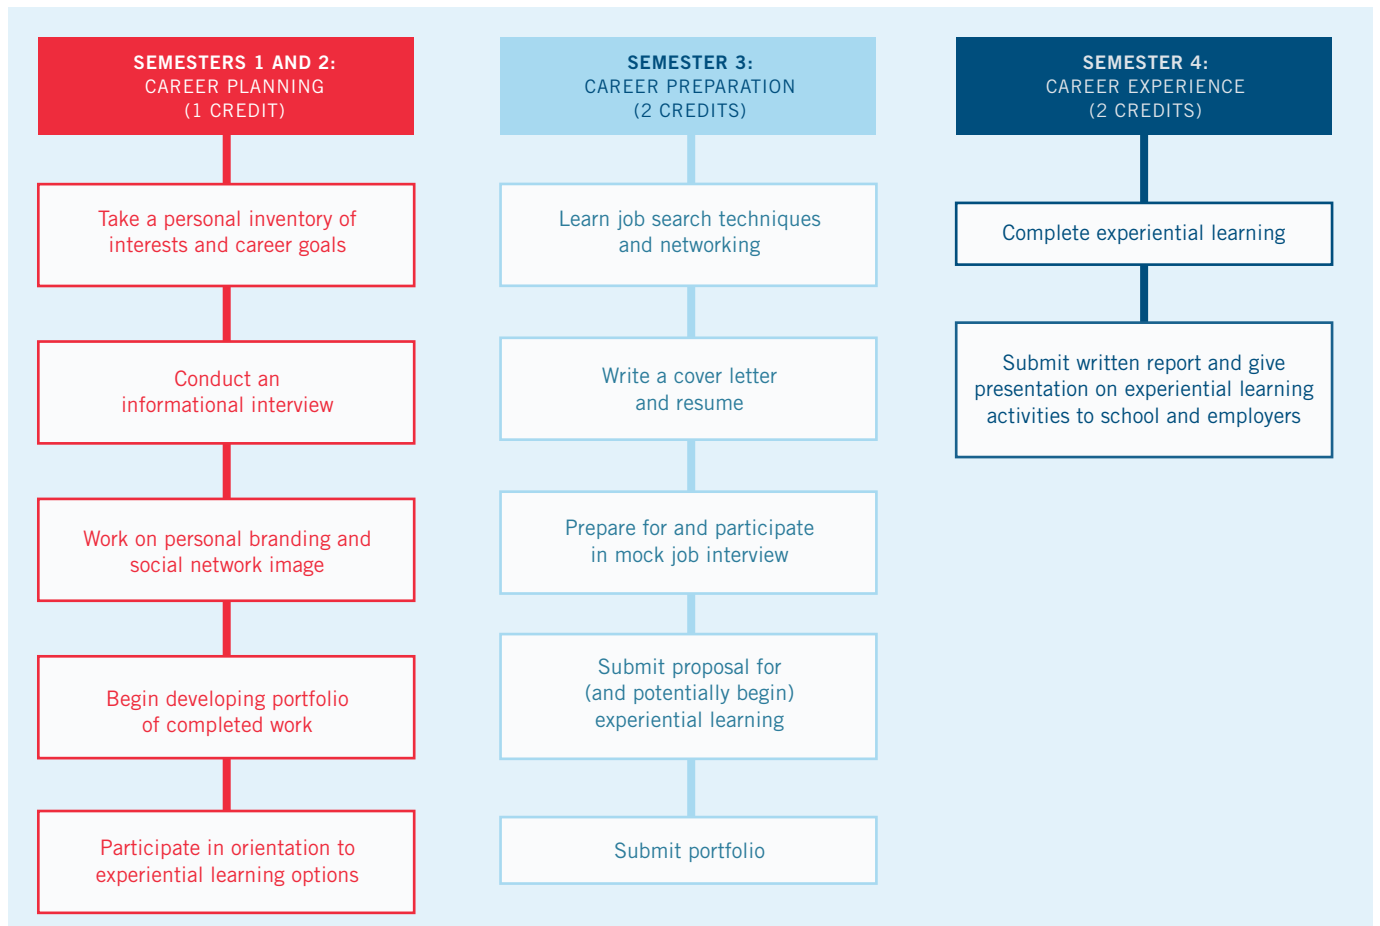 SEMESTERS 1 AND 2:
CAREER PLANNING
(1 CREDIT)
Take a personal inventory of
interests and career goals
Conduct an
informational interview
Work on personal branding and
social network image
Begin developing portfolio
of completed work
Participate in orientation to
experiential learning options
SEMESTER 3:
CAREER PREPARATION
(2 CREDITS)
Learn job search techniques
and networking
Write a cover letter
and resume
Prepare for and participate
in mock job interview
Submit proposal for
(and potentially begin)
experiential learning
Submit portfolio
SEMESTER 4:
CAREER EXPERIENCE
(2 CREDITS)
Complete experiential learning
Submit written report and give
presentation on experiential learning
activities to school and employers